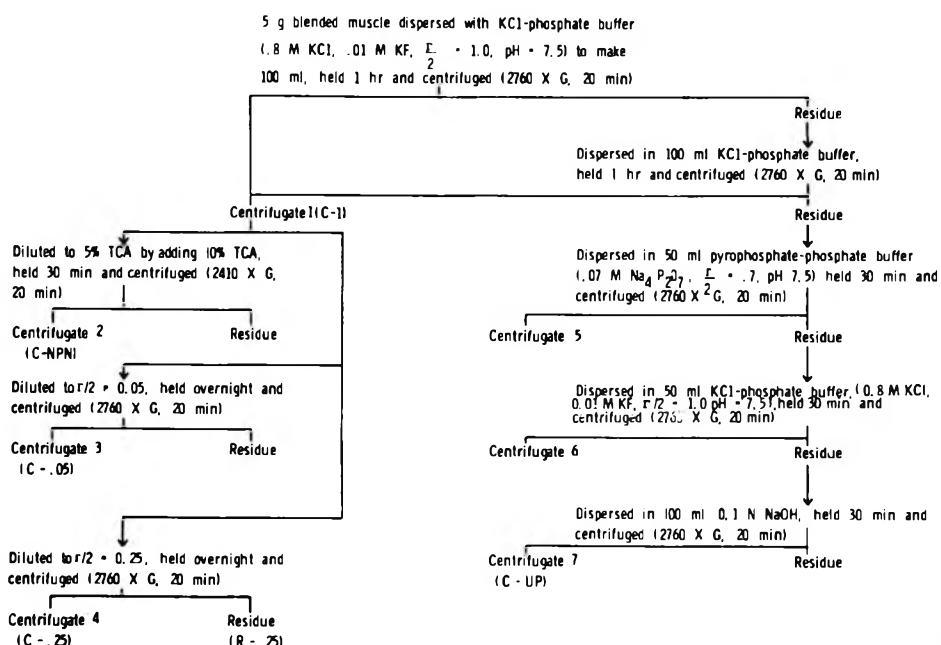 5 g blended muscle dispersed with KCl-phosphate buffer
(.8 M KCl, .01 M KF, Γ/2 = 1.0, pH = 7.5) to make
100 ml, held 1 hr and centrifuged (2760 X G, 20 min)
Residue
Dispersed in 100 ml KCl-phosphate buffer,
held 1 hr and centrifuged (2760 X G, 20 min)
Centrifugate 1 (C-1)
Residue
Diluted to 5% TCA by adding 10% TCA,
held 30 min and centrifuged (2410 X G,
20 min)
Centrifugate 2
(C-NPN)
Residue
Diluted to Γ/2 = 0.05, held overnight and
centrifuged (2760 X G, 20 min)
Centrifugate 3
(C - .05)
Residue
Diluted to Γ/2 = 0.25, held overnight and
centrifuged (2760 X G, 20 min)
Centrifugate 4
(C - .25)
Residue
(R - .25)
Dispersed in 50 ml pyrophosphate-phosphate buffer
(.07 M Na4 P2O7, Γ/2 = .7, pH 7.5) held 30 min and
centrifuged (2760 X G, 20 min)
Centrifugate 5
Residue
Dispersed in 50 ml KCl-phosphate buffer, (0.8 M KCl,
0.01 M KF, Γ/2 = 1.0 pH = 7.5), held 30 min and
centrifuged (2760 X G, 20 min)
Centrifugate 6
Residue
Dispersed in 100 ml 0.1 N NaOH, held 30 min and
centrifuged (2760 X G, 20 min)
Centrifugate 7
(C - UP)
Residue